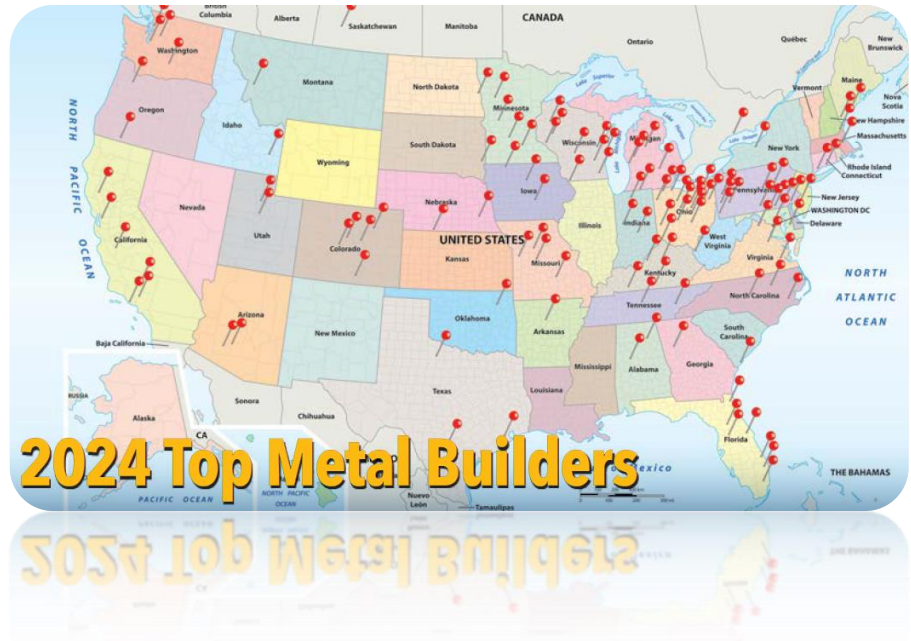 British
Columbia
Alberta
Saskatchewan
Manitoba
CANADA
Ontario
Québec
New
Brunswick
Nova
Scotia
Washington
Montana
North Dakota
Minnesota
Lake Superior
Vermont
Maine
New Hampshire
Massachusetts
Rhode Island
Connecticut
NORTH
PACIFIC
OCEAN
Oregon
Idaho
Wyoming
South Dakota
Wisconsin
Michigan
New York
Nevada
Utah
Colorado
Nebraska
Iowa
Illinois
Indiana
Ohio
Pennsylvania
New Jersey
WASHINGTON DC
Delaware
California
UNITED STATES
Kansas
Missouri
West
Virginia
Virginia
Kentucky
NORTH
ATLANTIC
OCEAN
Arizona
New Mexico
Oklahoma
Arkansas
Tennessee
North Carolina
South
Carolina
Baja California
Texas
Louisiana
Mississippi
Alabama
Georgia
Sonora
Chihuahua
Florida
RUSSIA
Alaska
CA
2024 Top Metal Builders
Mexico
THE BAHAMAS
PACIFIC OCEAN
NORTH PACIFIC
OCEAN
Nuevo
León
Tamaulipas